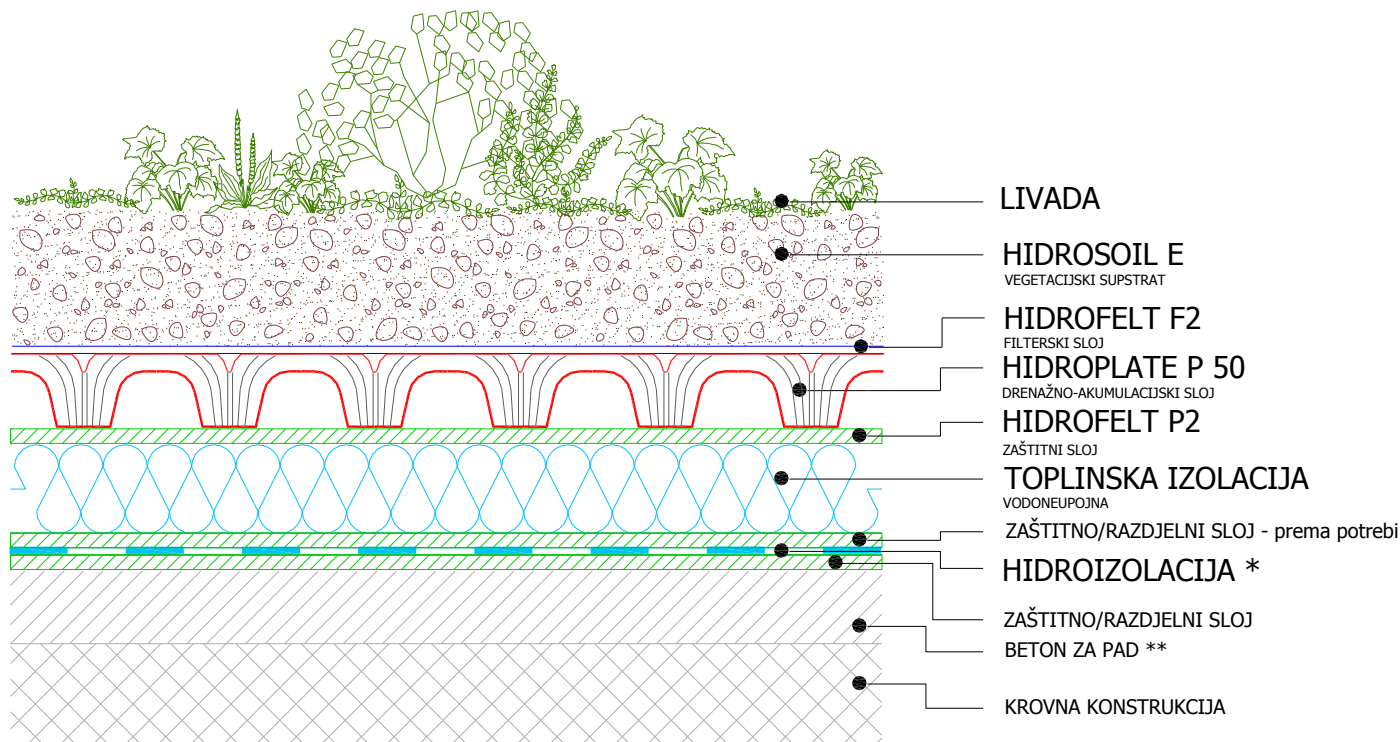 LIVADA
HIDROSOIL E
VEGETACIJSKI SUPSTRAT
HIDROFELT F2
FILTERSKI SLOJ
HIDROPLATE P 50
DRENAŽNO-AKUMULACIJSKI SLOJ
HIDROFELT P2
ZAŠTITNI SLOJ
TOPLINSKA IZOLACIJA
VODONEUPOJNA
ZAŠTITNO/RAZDJELNI SLOJ - prema potrebi
HIDROIZOLACIJA *
ZAŠTITNO/RAZDJELNI SLOJ
BETON ZA PAD **
KROVNA KONSTRUKCIJA